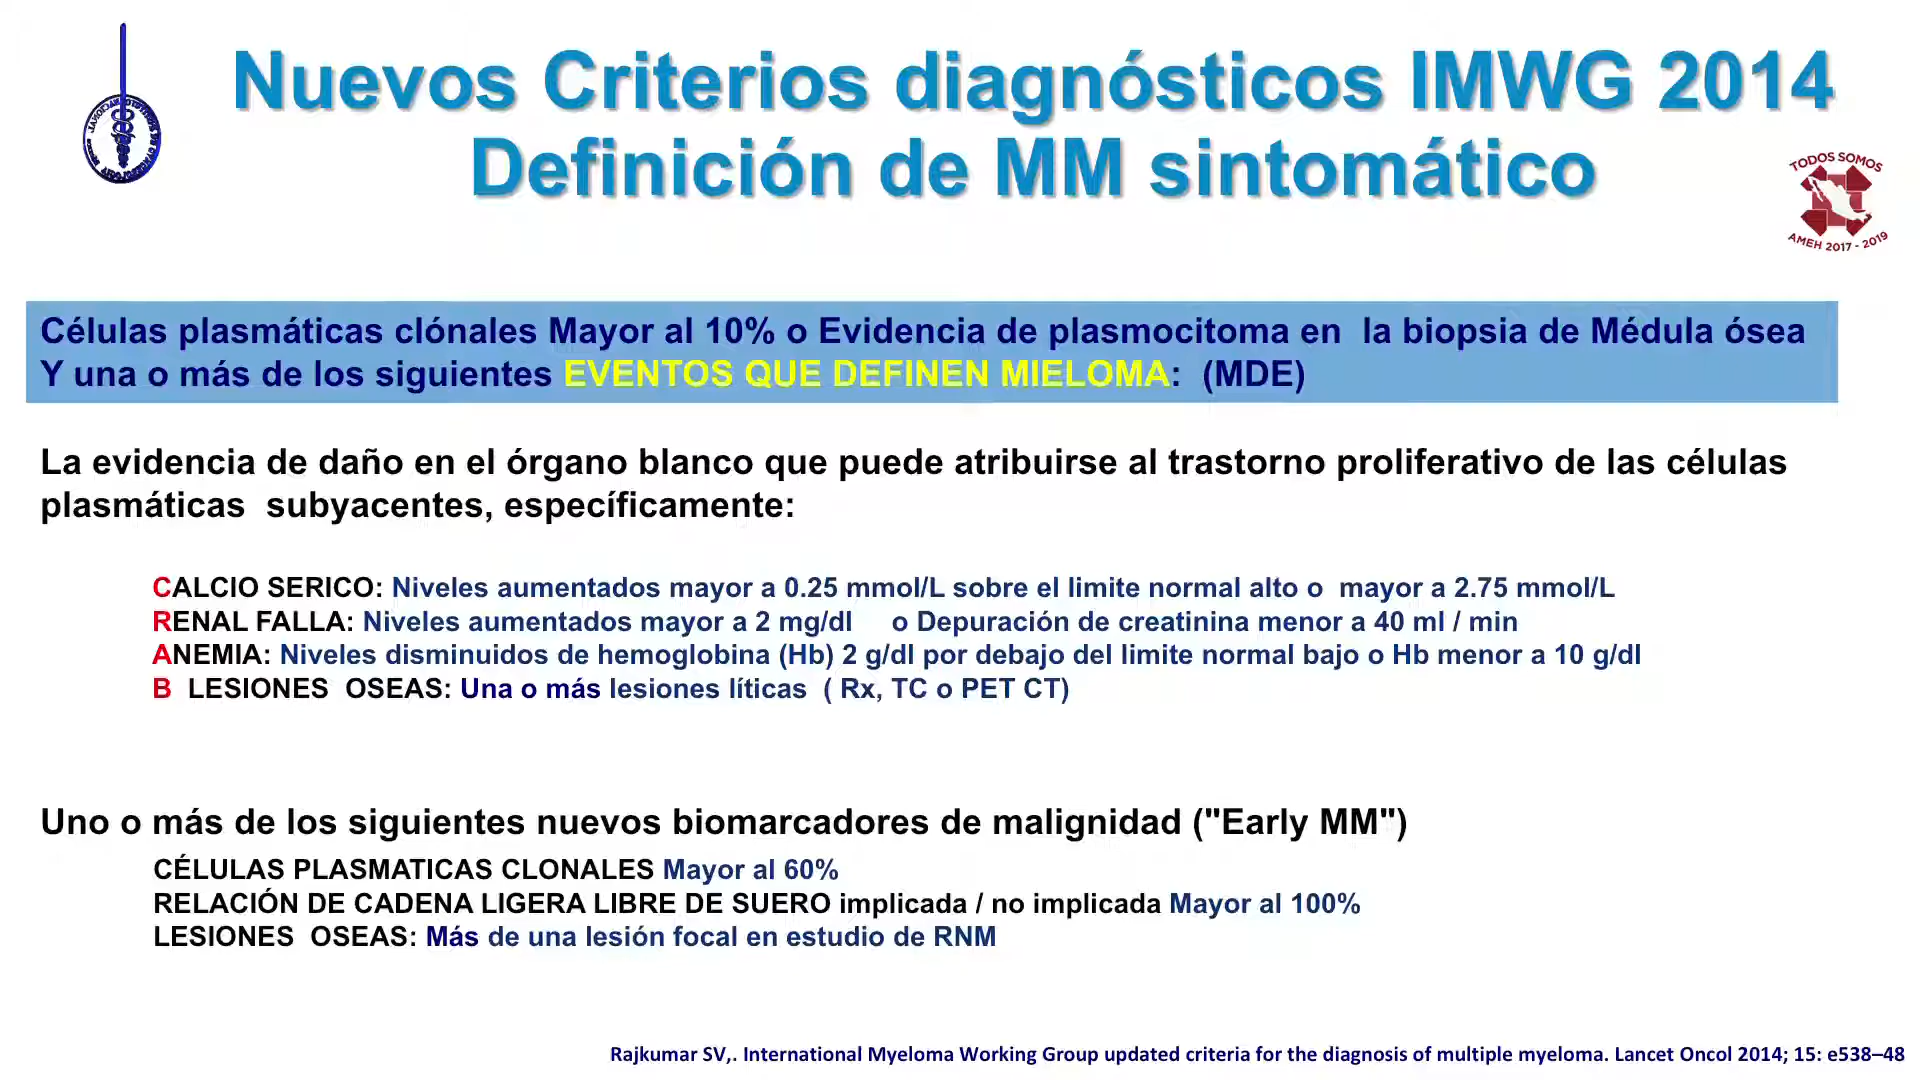 Nuevos Criterios diagnósticos IMWG 2014
Definición de MM sintomático
TODOS SOMOS
AMEH 2017 - 2019
Células plasmáticas clónales Mayor al 10% o Evidencia de plasmocitoma en la biopsia de Médula ósea
Y una o más de los siguientes EVENTOS QUE DEFINEN MIELOMA: (MDE)
La evidencia de daño en el órgano blanco que puede atribuirse al trastorno proliferativo de las células
plasmáticas subyacentes, específicamente:
CALCIO SERICO: Niveles aumentados mayor a 0.25 mmol/L sobre el limite normal alto o mayor a 2.75 mmol/L
RENAL FALLA: Niveles aumentados mayor a 2 mg/dl o Depuración de creatinina menor a 40 ml / min
ANEMIA: Niveles disminuidos de hemoglobina (Hb) 2 g/dl por debajo del limite normal bajo o Hb menor a 10 g/dl
B LESIONES OSEAS: Una o más lesiones líticas ( Rx, TC o PET CT)
Uno o más de los siguientes nuevos biomarcadores de malignidad ("Early MM")
CÉLULAS PLASMATICAS CLONALES Mayor al 60%
RELACIÓN DE CADENA LIGERA LIBRE DE SUERO implicada / no implicada Mayor al 100%
LESIONES OSEAS: Más de una lesión focal en estudio de RNM
Rajkumar SV,. International Myeloma Working Group updated criteria for the diagnosis of multiple myeloma. Lancet Oncol 2014; 15: e538–48